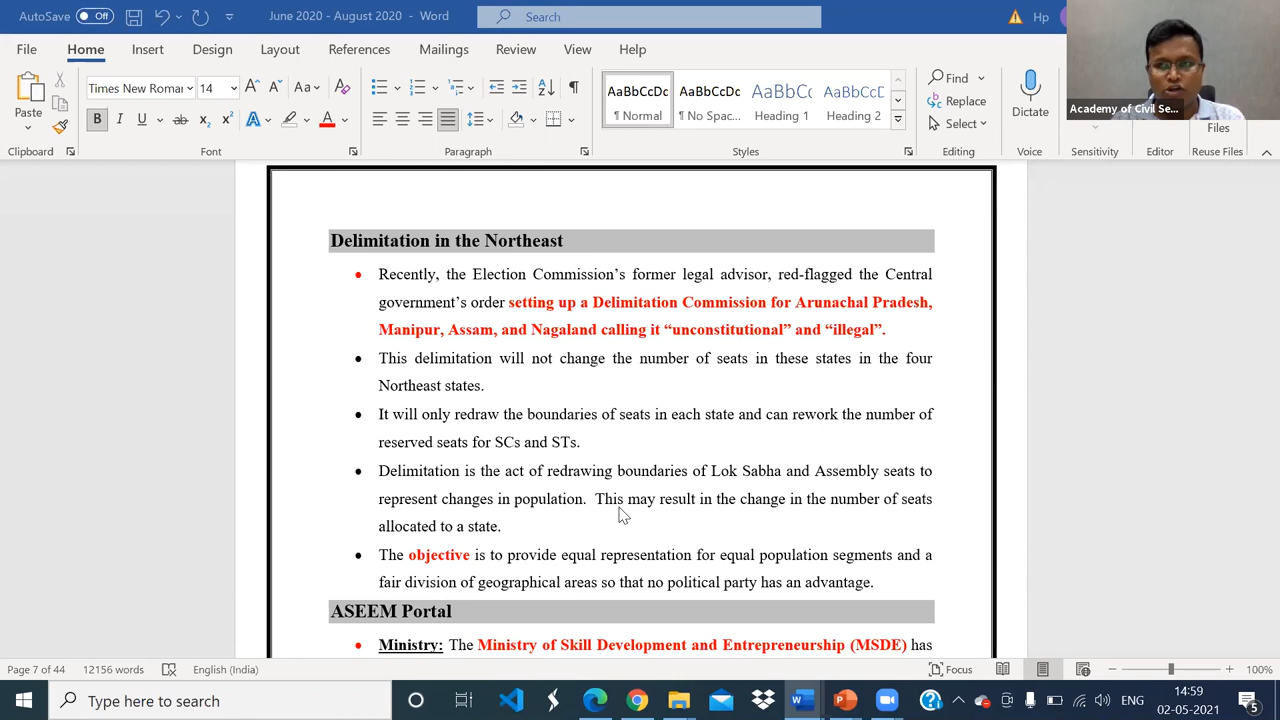 AutoSave Off June 2020 - August 2020 - Word Search Hp
File Home Insert Design Layout References Mailings Review View Help
Paste Times New Romar 14 Aa AaBbCcDc AaBbCcDc AaBbCc AaBbCcD Find Dictate
B I U ab x₂ x² A A ¶ Normal ¶ No Spac... Heading 1 Heading 2 Replace
Select Files
Academy of Civil Se...
Clipboard Font Paragraph Styles Editing Voice Sensitivity Editor Reuse Files
Delimitation in the Northeast
• Recently, the Election Commission's former legal advisor, red-flagged the Central
government's order setting up a Delimitation Commission for Arunachal Pradesh,
Manipur, Assam, and Nagaland calling it “unconstitutional” and “illegal”.
• This delimitation will not change the number of seats in these states in the four
Northeast states.
• It will only redraw the boundaries of seats in each state and can rework the number of
reserved seats for SCs and STs.
• Delimitation is the act of redrawing boundaries of Lok Sabha and Assembly seats to
represent changes in population. This may result in the change in the number of seats
allocated to a state.
• The objective is to provide equal representation for equal population segments and a
fair division of geographical areas so that no political party has an advantage.
ASEEM Portal
• Ministry: The Ministry of Skill Development and Entrepreneurship (MSDE) has
Page 7 of 44 12156 words English (India) Focus 100%
Type here to search ENG 14:59
02-05-2021 5